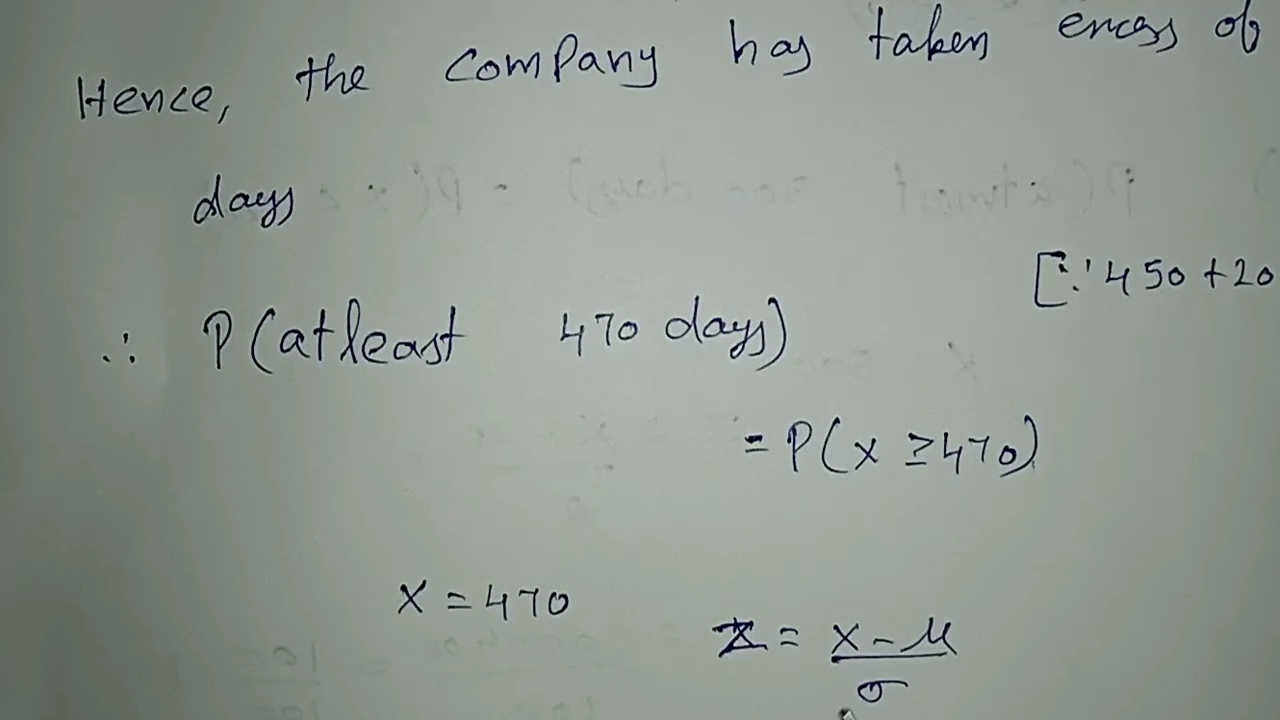 Hence, the company has taken excess of
days
[∵ 450 + 20
∴ P(atleast 470 days)
= P(x ≥ 470)
x = 470
Z = x - μ
σ